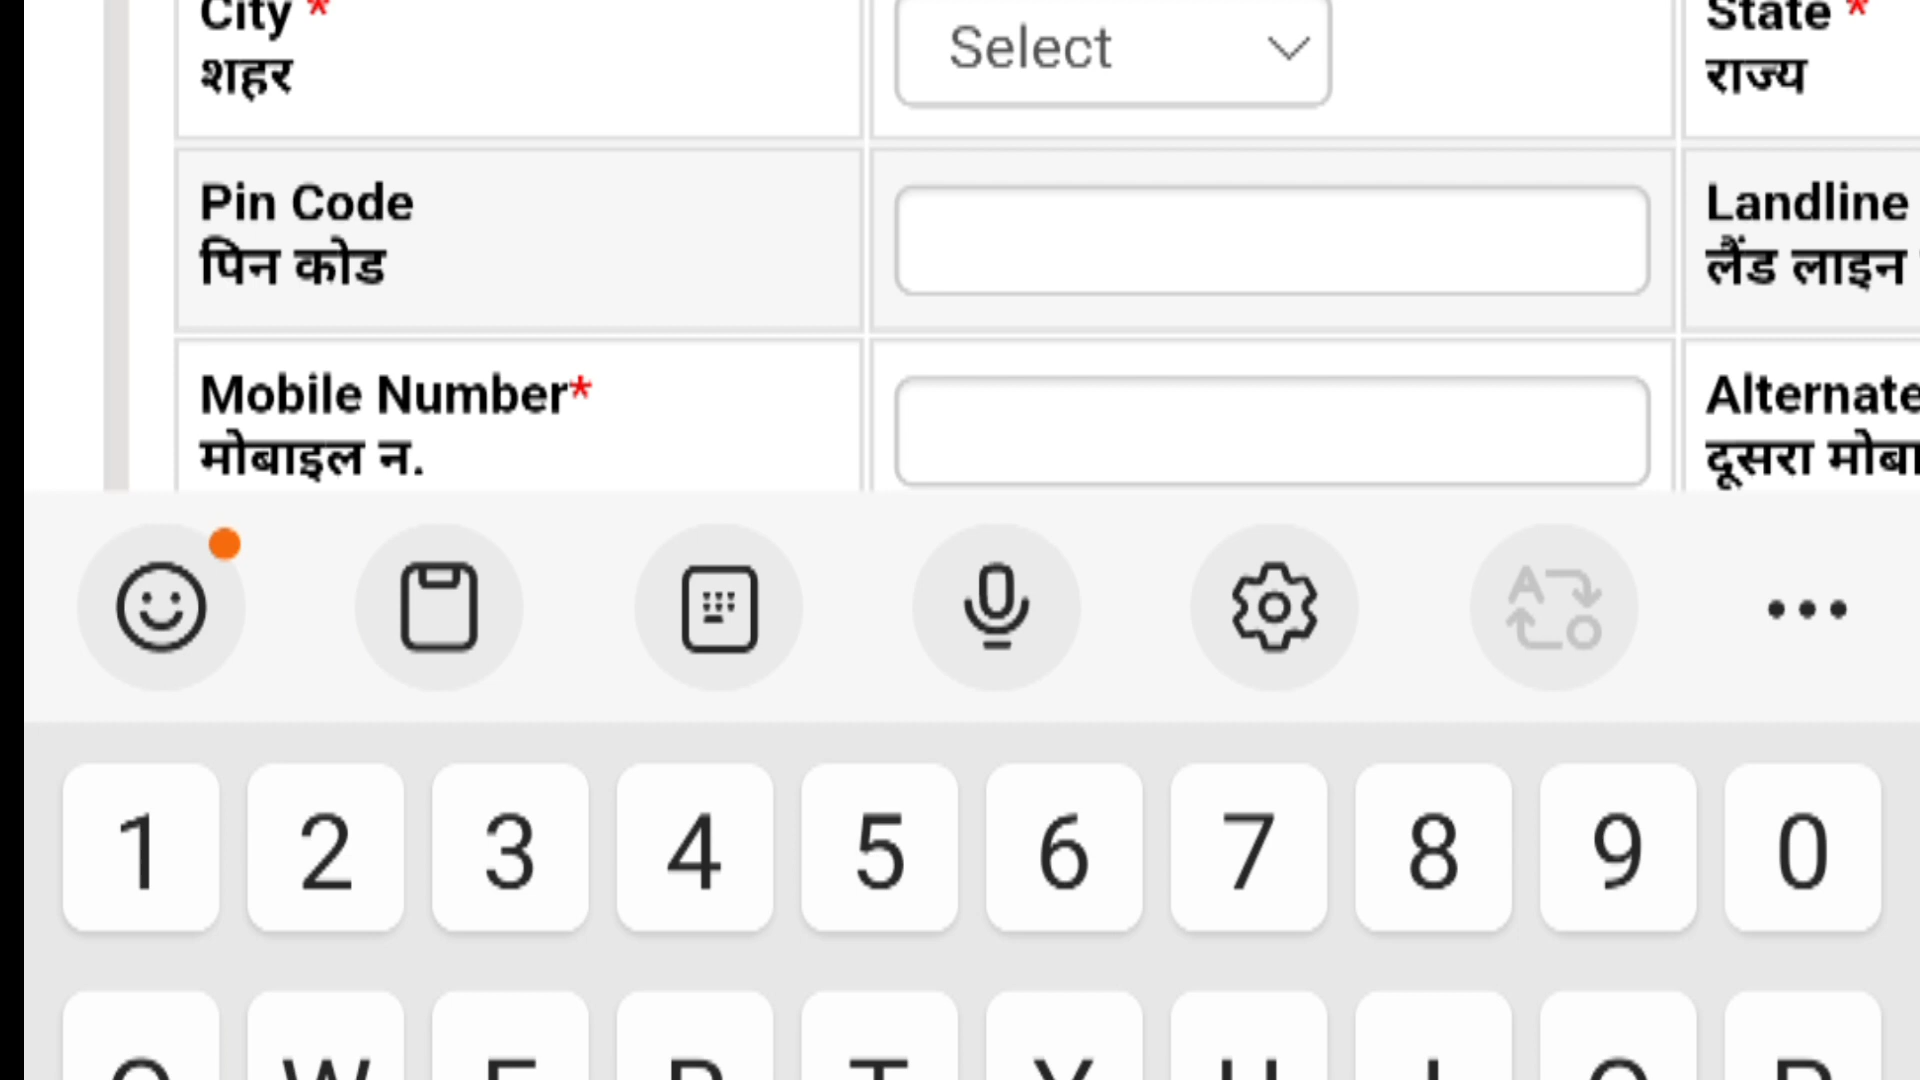 City *
शहर
Select
State *
राज्य
Pin Code
पिन कोड
Landline
लैंड लाइन
Mobile Number*
मोबाइल न.
Alternate
दूसरा
1 2 3 4 5 6 7 8 9 0
W E R T Y U I O P